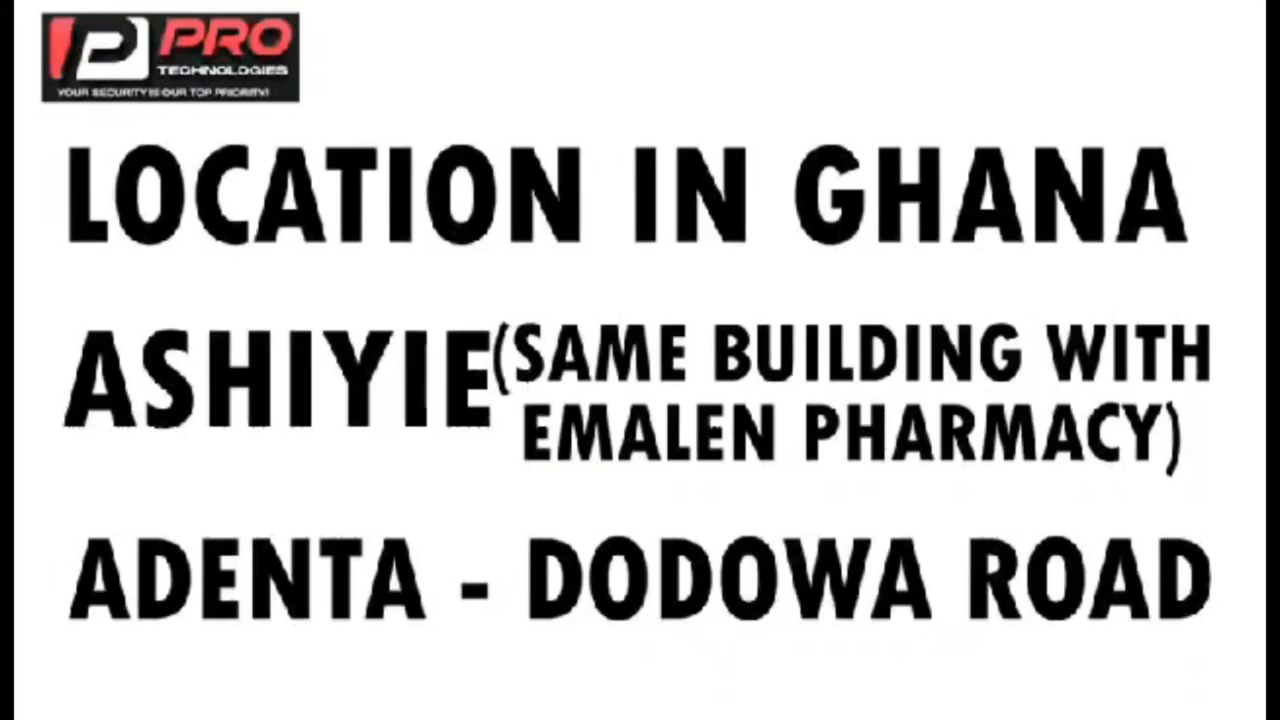 PRO
TECHNOLOGIES
YOUR SECURITY IS OUR TOP PRIORITY!
LOCATION IN GHANA
ASHIYIE (SAME BUILDING WITH
EMALEN PHARMACY)
ADENTA - DODOWA ROAD